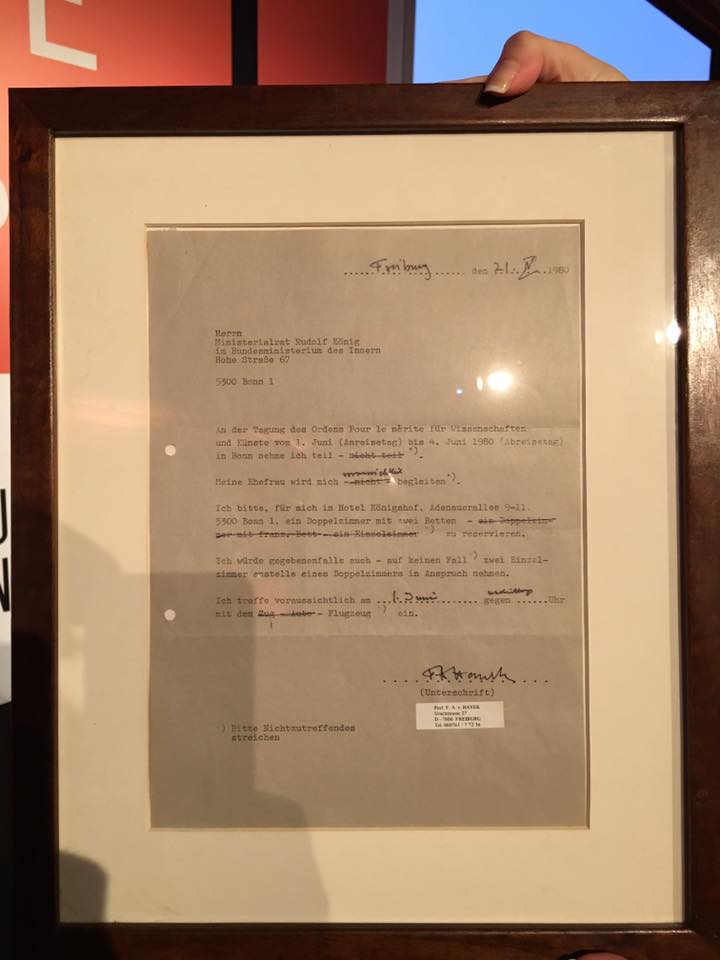 Freiburg den 21. IV. 1980
Herrn
Ministerialrat Rudolf König
im Bundesministerium des Innern
Hohe Straße 67
5300 Bonn 1
An der Tagung des Ordens Pour le mérite für Wissenschaften
und Künste vom 1. Juni (Anreisetag) bis 4. Juni 1980 (Abreisetag)
in Bonn nehme ich teil - nicht teil *).
voraussichtlich
Meine Ehefrau wird mich - nicht - begleiten *).
Ich bitte, für mich im Hotel Königshof, Adenauerallee 9-11,
5300 Bonn 1, ein Doppelzimmer mit zwei Betten - ein Doppelzim-
mer mit franz. Bett - ein Einzelzimmer *) zu reservieren.
Ich würde gegebenenfalls auch - auf keinen Fall *) zwei Einzel-
zimmer anstelle eines Doppelzimmers in Anspruch nehmen.
Ich treffe voraussichtlich am 1. Juni gegen Uhr
mit dem Zug - Auto - Flugzeug *) ein.
FA Hayek
(Unterschrift)
Prof. F. A. v. HAYEK
Urachstrasse 27
D - 7800 FREIBURG
*) Bitte Nichtzutreffendes
streichen